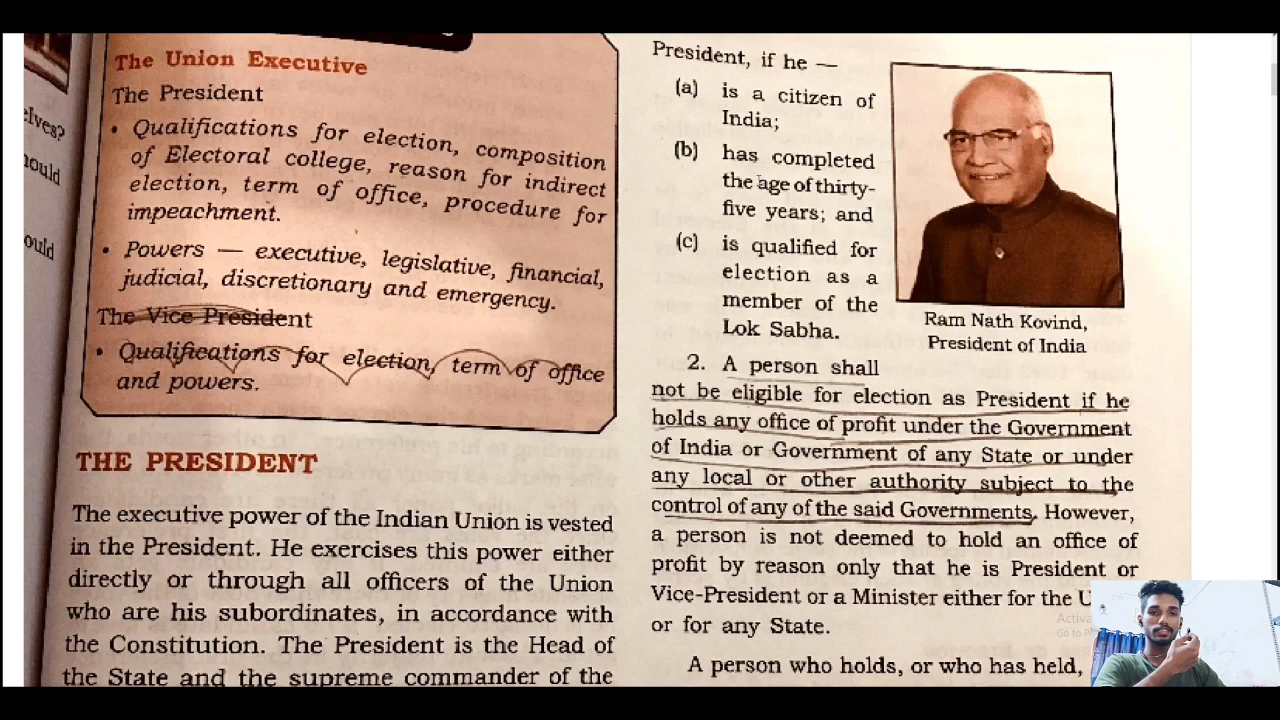 elves?
ould
ould
The Union Executive
The President
• Qualifications for election, composition
of Electoral college, reason for indirect
election, term of office, procedure for
impeachment.
• Powers — executive, legislative, financial,
judicial, discretionary and emergency.
The Vice President
• Qualifications for election, term of office
and powers.
THE PRESIDENT
The executive power of the Indian Union is vested
in the President. He exercises this power either
directly or through all officers of the Union
who are his subordinates, in accordance with
the Constitution. The President is the Head of
the State and the supreme commander of the
President, if he —
(a) is a citizen of
India;
(b) has completed
the age of thirty-
five years; and
(c) is qualified for
election as a
member of the
Lok Sabha.
Ram Nath Kovind,
President of India
2. A person shall
not be eligible for election as President if he
holds any office of profit under the Government
of India or Government of any State or under
any local or other authority subject to the
control of any of the said Governments. However,
a person is not deemed to hold an office of
profit by reason only that he is President or
Vice-President or a Minister either for the U
or for any State.
A person who holds, or who has held,
Activa
Go to P